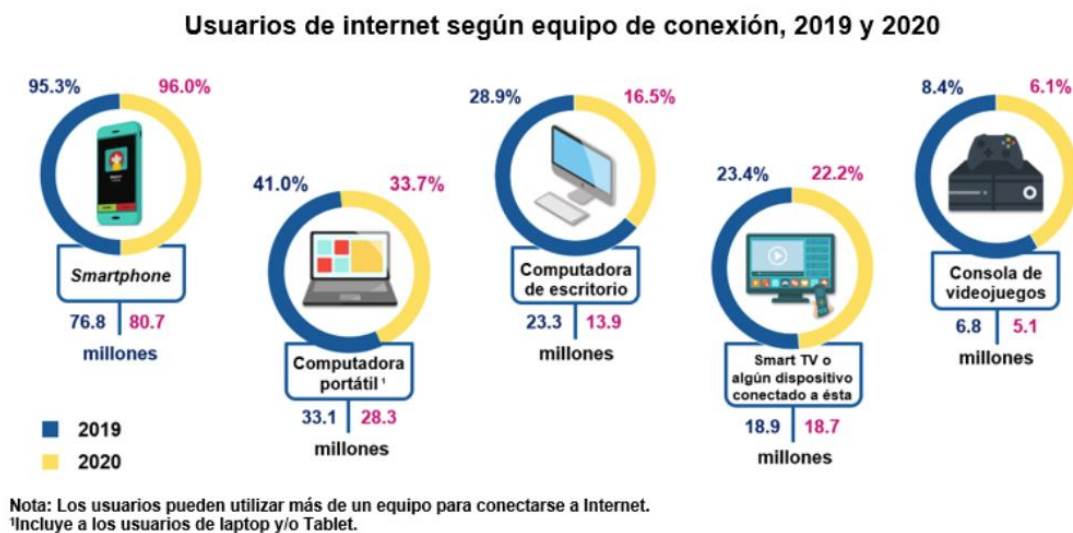 Usuarios de internet según equipo de conexión, 2019 y 2020
95.3% 96.0%
Smartphone
76.8 80.7
millones
41.0% 33.7%
Computadora
portátil ¹
33.1 28.3
millones
28.9% 16.5%
Computadora
de escritorio
23.3 13.9
millones
23.4% 22.2%
Smart TV o
algún dispositivo
conectado a ésta
18.9 18.7
millones
8.4% 6.1%
Consola de
videojuegos
6.8 5.1
millones
2019
2020
Nota: Los usuarios pueden utilizar más de un equipo para conectarse a Internet.
¹Incluye a los usuarios de laptop y/o Tablet.